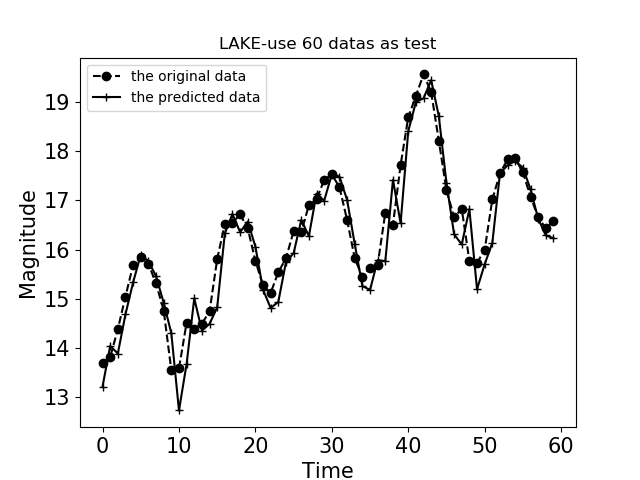 LAKE-use 60 datas as test
the original data
the predicted data
19
18
17
16
15
14
13
Magnitude
0 10 20 30 40 50 60
Time